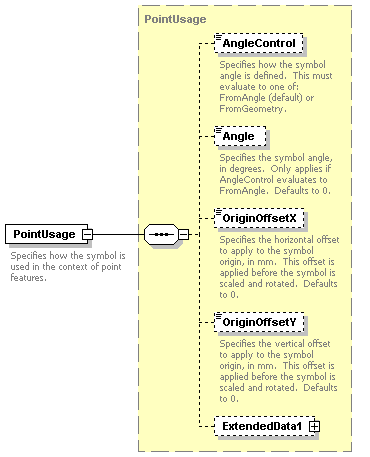 PointUsage
AngleControl
Specifies how the symbol
angle is defined.  This must
evaluate to one of:
FromAngle (default) or
FromGeometry.
Angle
Specifies the symbol angle,
in degrees.  Only applies if
AngleControl evaluates to
FromAngle.  Defaults to 0.
PointUsage
Specifies how the symbol is
used in the context of point
features.
OriginOffsetX
Specifies the horizontal offset
to apply to the symbol
origin, in mm.  This offset is
applied before the symbol is
scaled and rotated.  Defaults
to 0.
OriginOffsetY
Specifies the vertical offset
to apply to the symbol
origin, in mm.  This offset is
applied before the symbol is
scaled and rotated.  Defaults
to 0.
ExtendedData1